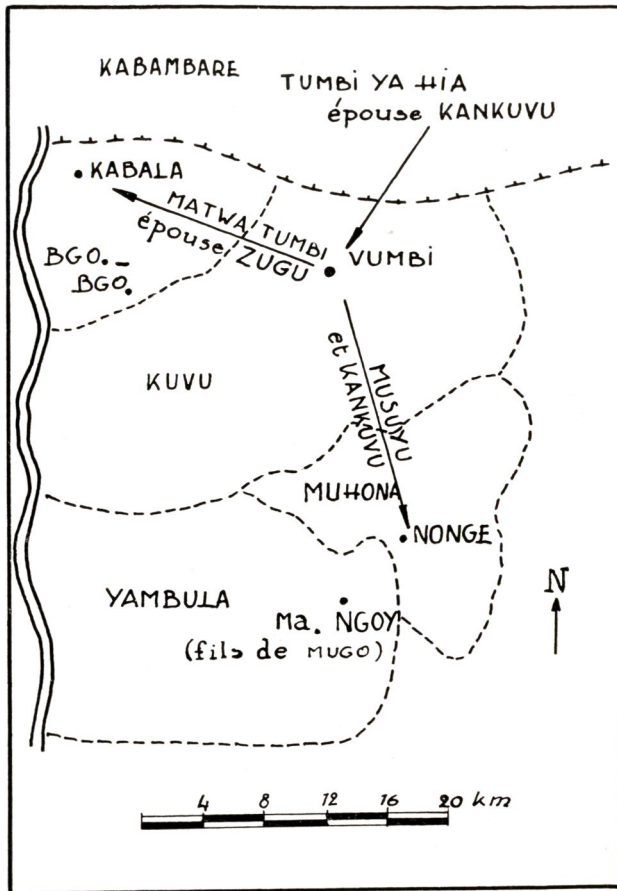 KABAMBARE
TUMBI YA HIA
épouse KANKUVU
KABALA
MATWA TUMBI
épouse ZUGU
VUMBI
BGO.-
BGO.
KUVU
MUSUYU
et KANKUVU
MUHONA
NONGE
YAMBULA
Ma. NGOY
(fils de MUGO)
N
4 8 12 16 20 km